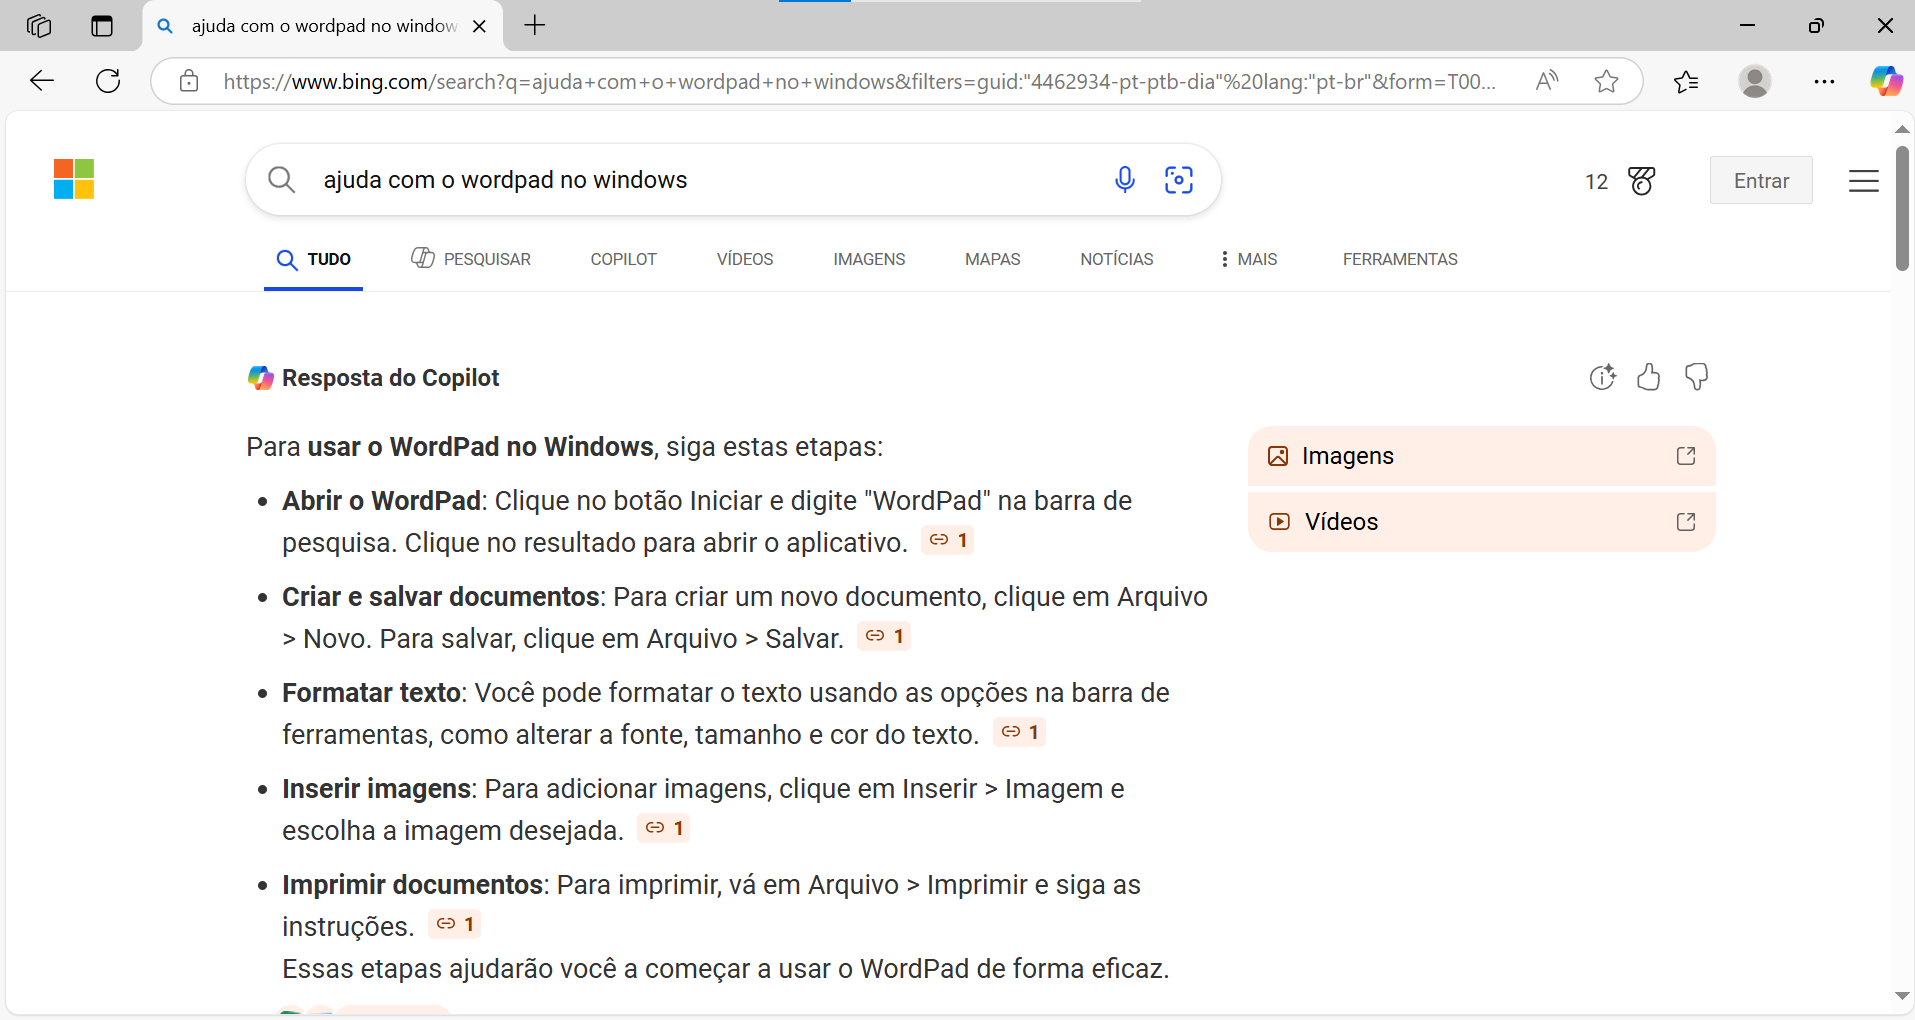 ajuda com o wordpad no window
https://www.bing.com/search?q=ajuda+com+o+wordpad+no+windows&filters=guid:"4462934-pt-ptb-dia"%20lang:"pt-br"&form=T00...
ajuda com o wordpad no windows
12
Entrar
TUDO
PESQUISAR
COPILOT
VÍDEOS
IMAGENS
MAPAS
NOTÍCIAS
MAIS
FERRAMENTAS
Resposta do Copilot
Para usar o WordPad no Windows, siga estas etapas:
• Abrir o WordPad: Clique no botão Iniciar e digite "WordPad" na barra de
pesquisa. Clique no resultado para abrir o aplicativo. 1
• Criar e salvar documentos: Para criar um novo documento, clique em Arquivo
> Novo. Para salvar, clique em Arquivo > Salvar. 1
• Formatar texto: Você pode formatar o texto usando as opções na barra de
ferramentas, como alterar a fonte, tamanho e cor do texto. 1
• Inserir imagens: Para adicionar imagens, clique em Inserir > Imagem e
escolha a imagem desejada. 1
• Imprimir documentos: Para imprimir, vá em Arquivo > Imprimir e siga as
instruções. 1
Essas etapas ajudarão você a começar a usar o WordPad de forma eficaz.
Imagens
Vídeos